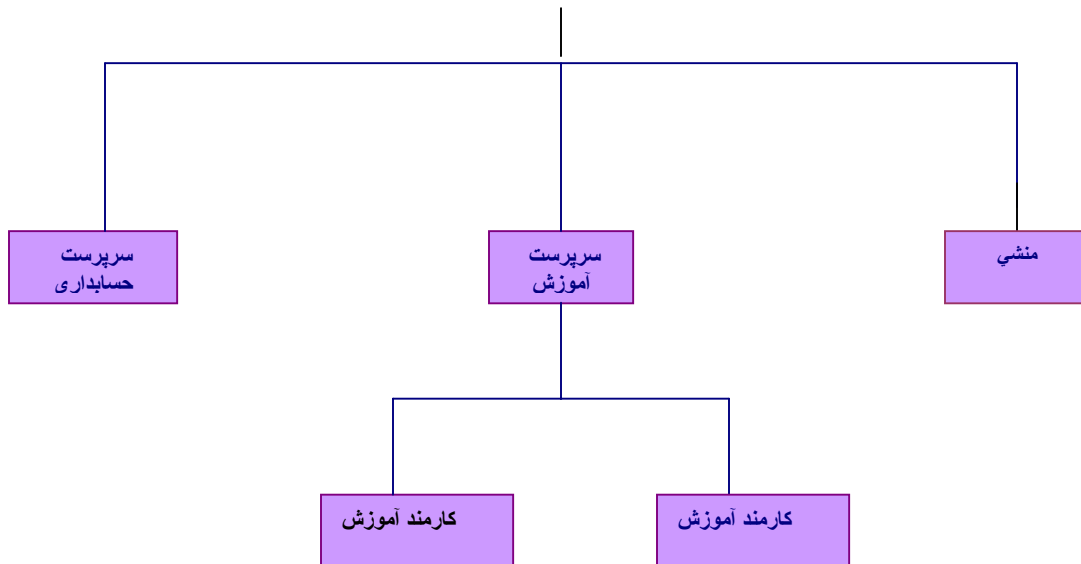 منشي
سرپرست
آموزش
سرپرست
حسابداری
کارمند آموزش
کارمند آموزش